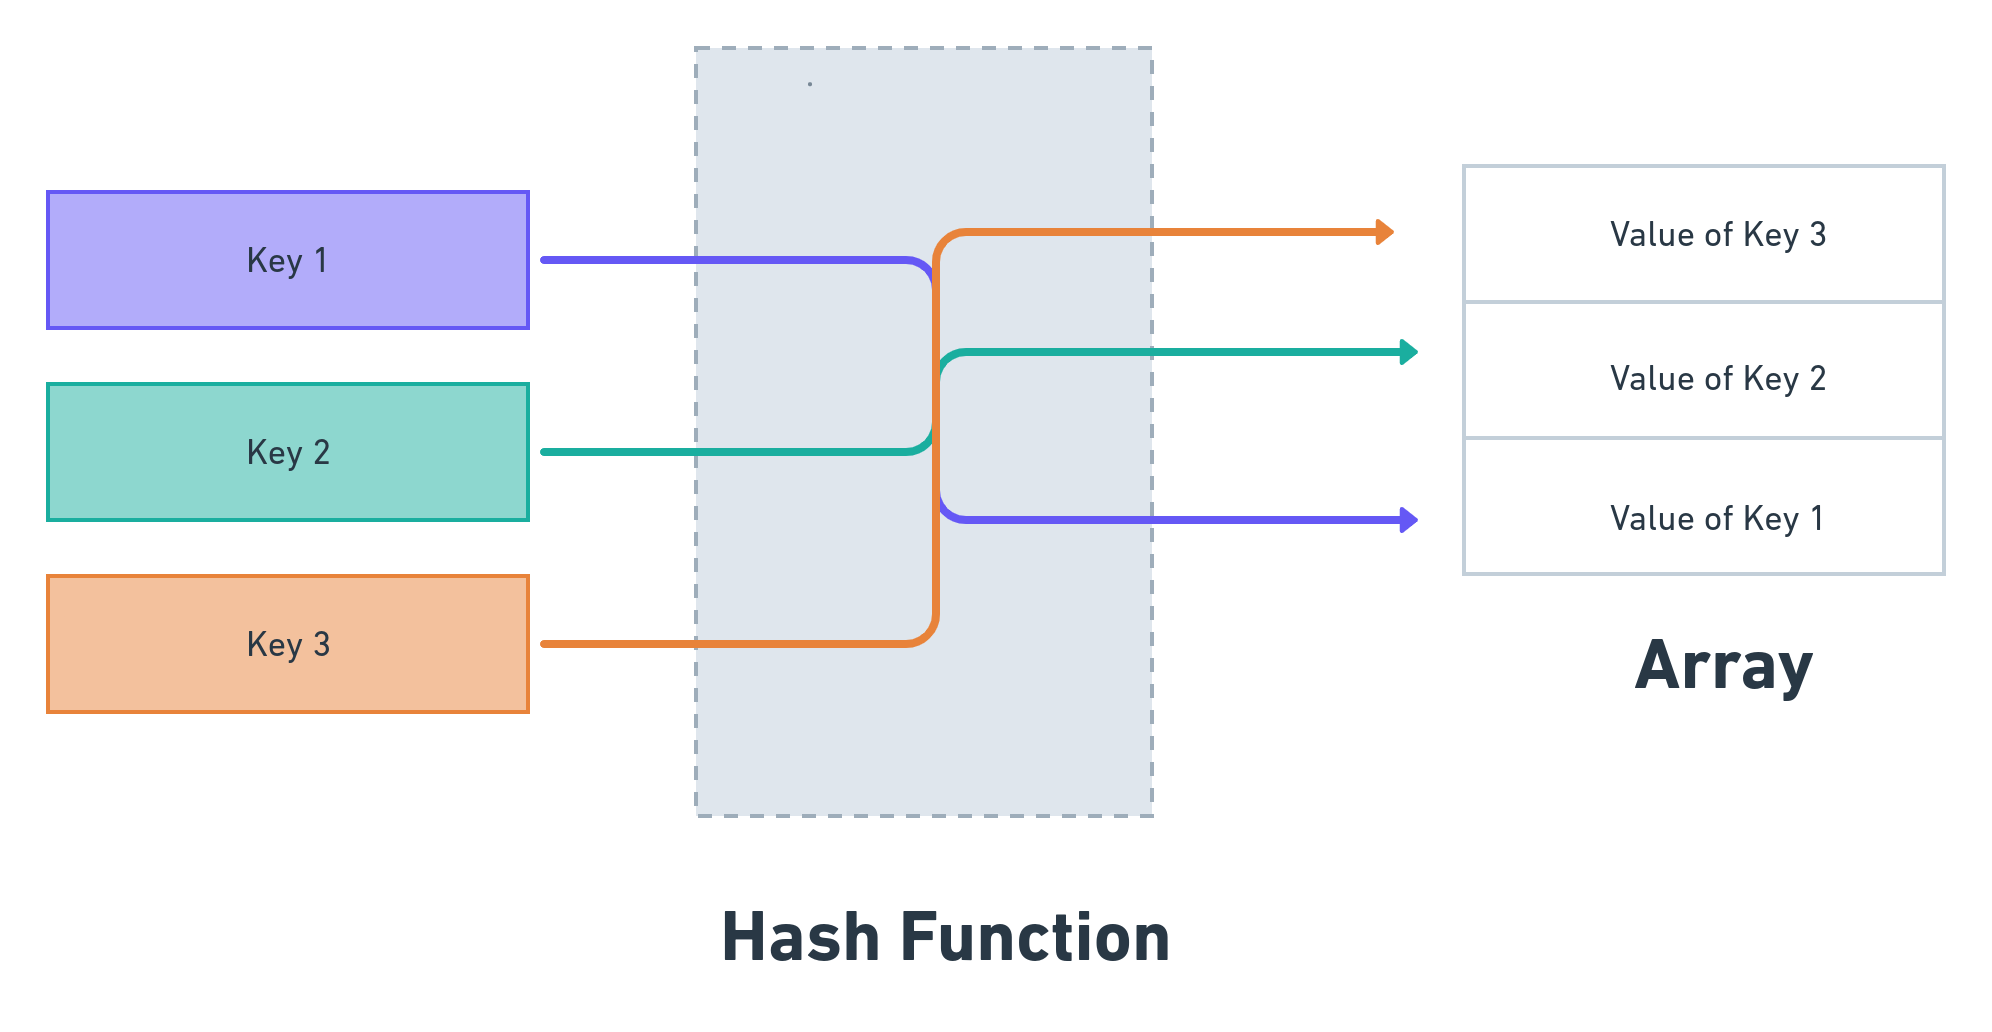 Key 1
Key 2
Key 3
Value of Key 3
Value of Key 2
Value of Key 1
Array
Hash Function